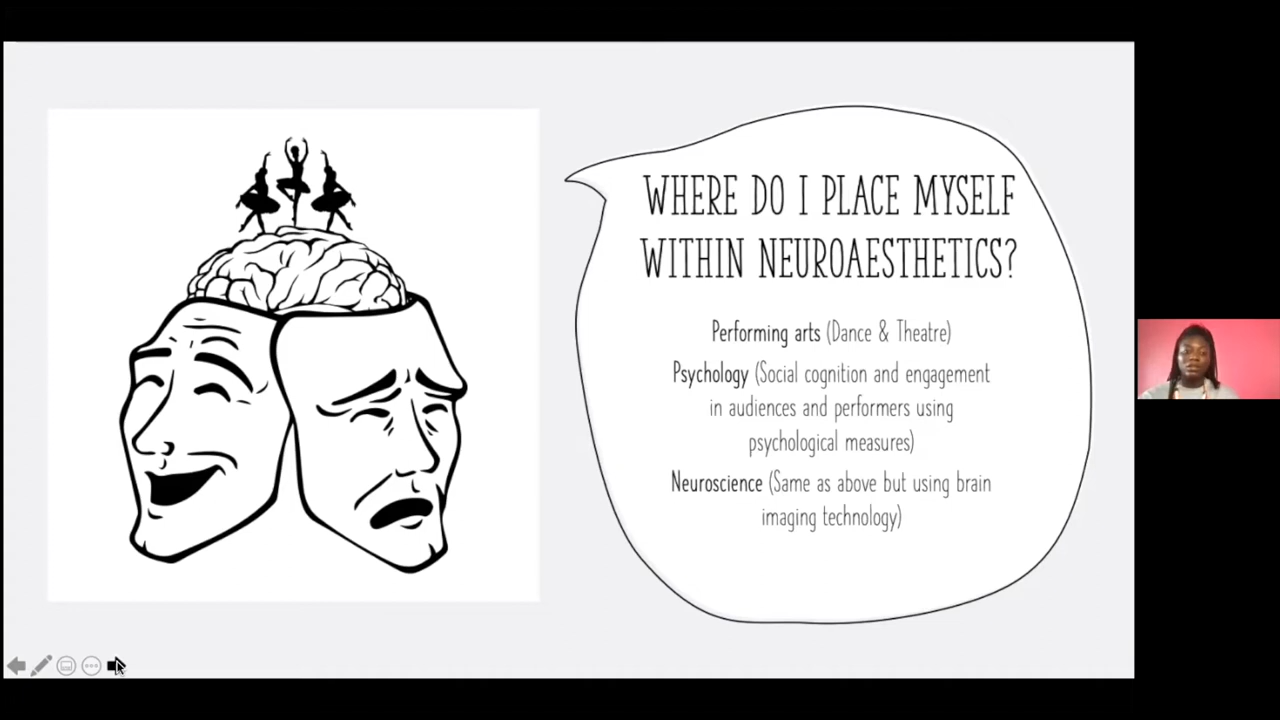 WHERE DO I PLACE MYSELF
WITHIN NEUROAESTHETICS?
Performing arts (Dance & Theatre)
Psychology (Social cognition and engagement
in audiences and performers using
psychological measures)
Neuroscience (Same as above but using brain
imaging technology)